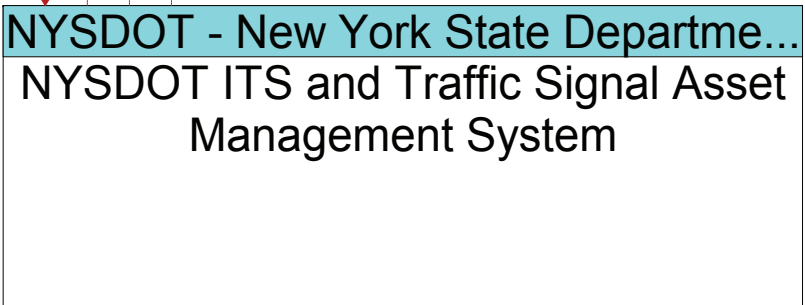 NYSDOT - New York State Departme...
NYSDOT ITS and Traffic Signal Asset
Management System